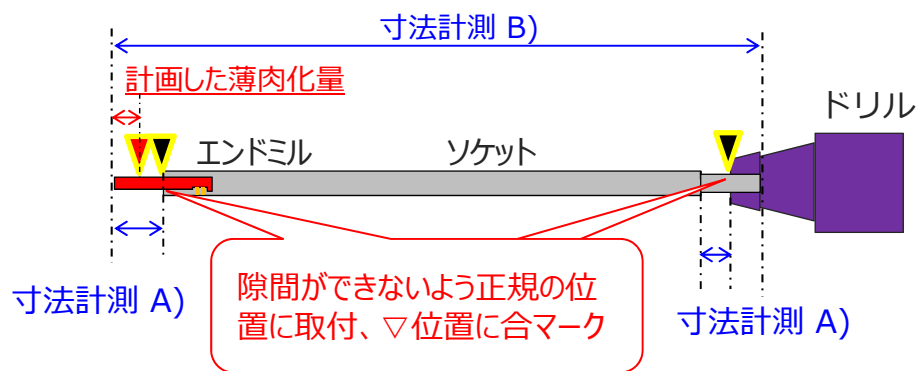 寸法計測 B)
計画した薄肉化量
ドリル
エンドミル
ソケット
隙間ができないよう正規の位
置に取付、▽位置に合マーク
寸法計測 A)
寸法計測 A)